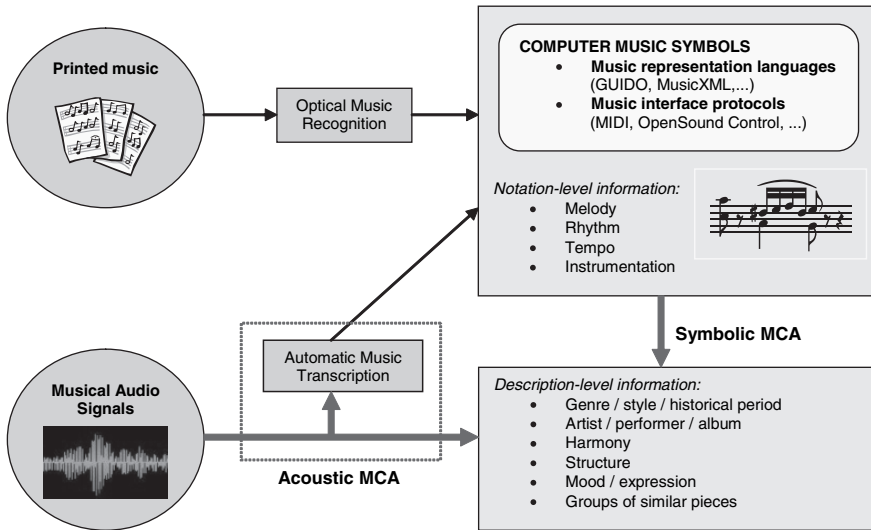 Printed music
Optical Music
Recognition
COMPUTER MUSIC SYMBOLS
• Music representation languages
(GUIDO, MusicXML,...)
• Music interface protocols
(MIDI, OpenSound Control, ...)
Notation-level information:
• Melody
• Rhythm
• Tempo
• Instrumentation
Symbolic MCA
Automatic Music
Transcription
Musical Audio
Signals
Acoustic MCA
Description-level information:
• Genre / style / historical period
• Artist / performer / album
• Harmony
• Structure
• Mood / expression
• Groups of similar pieces